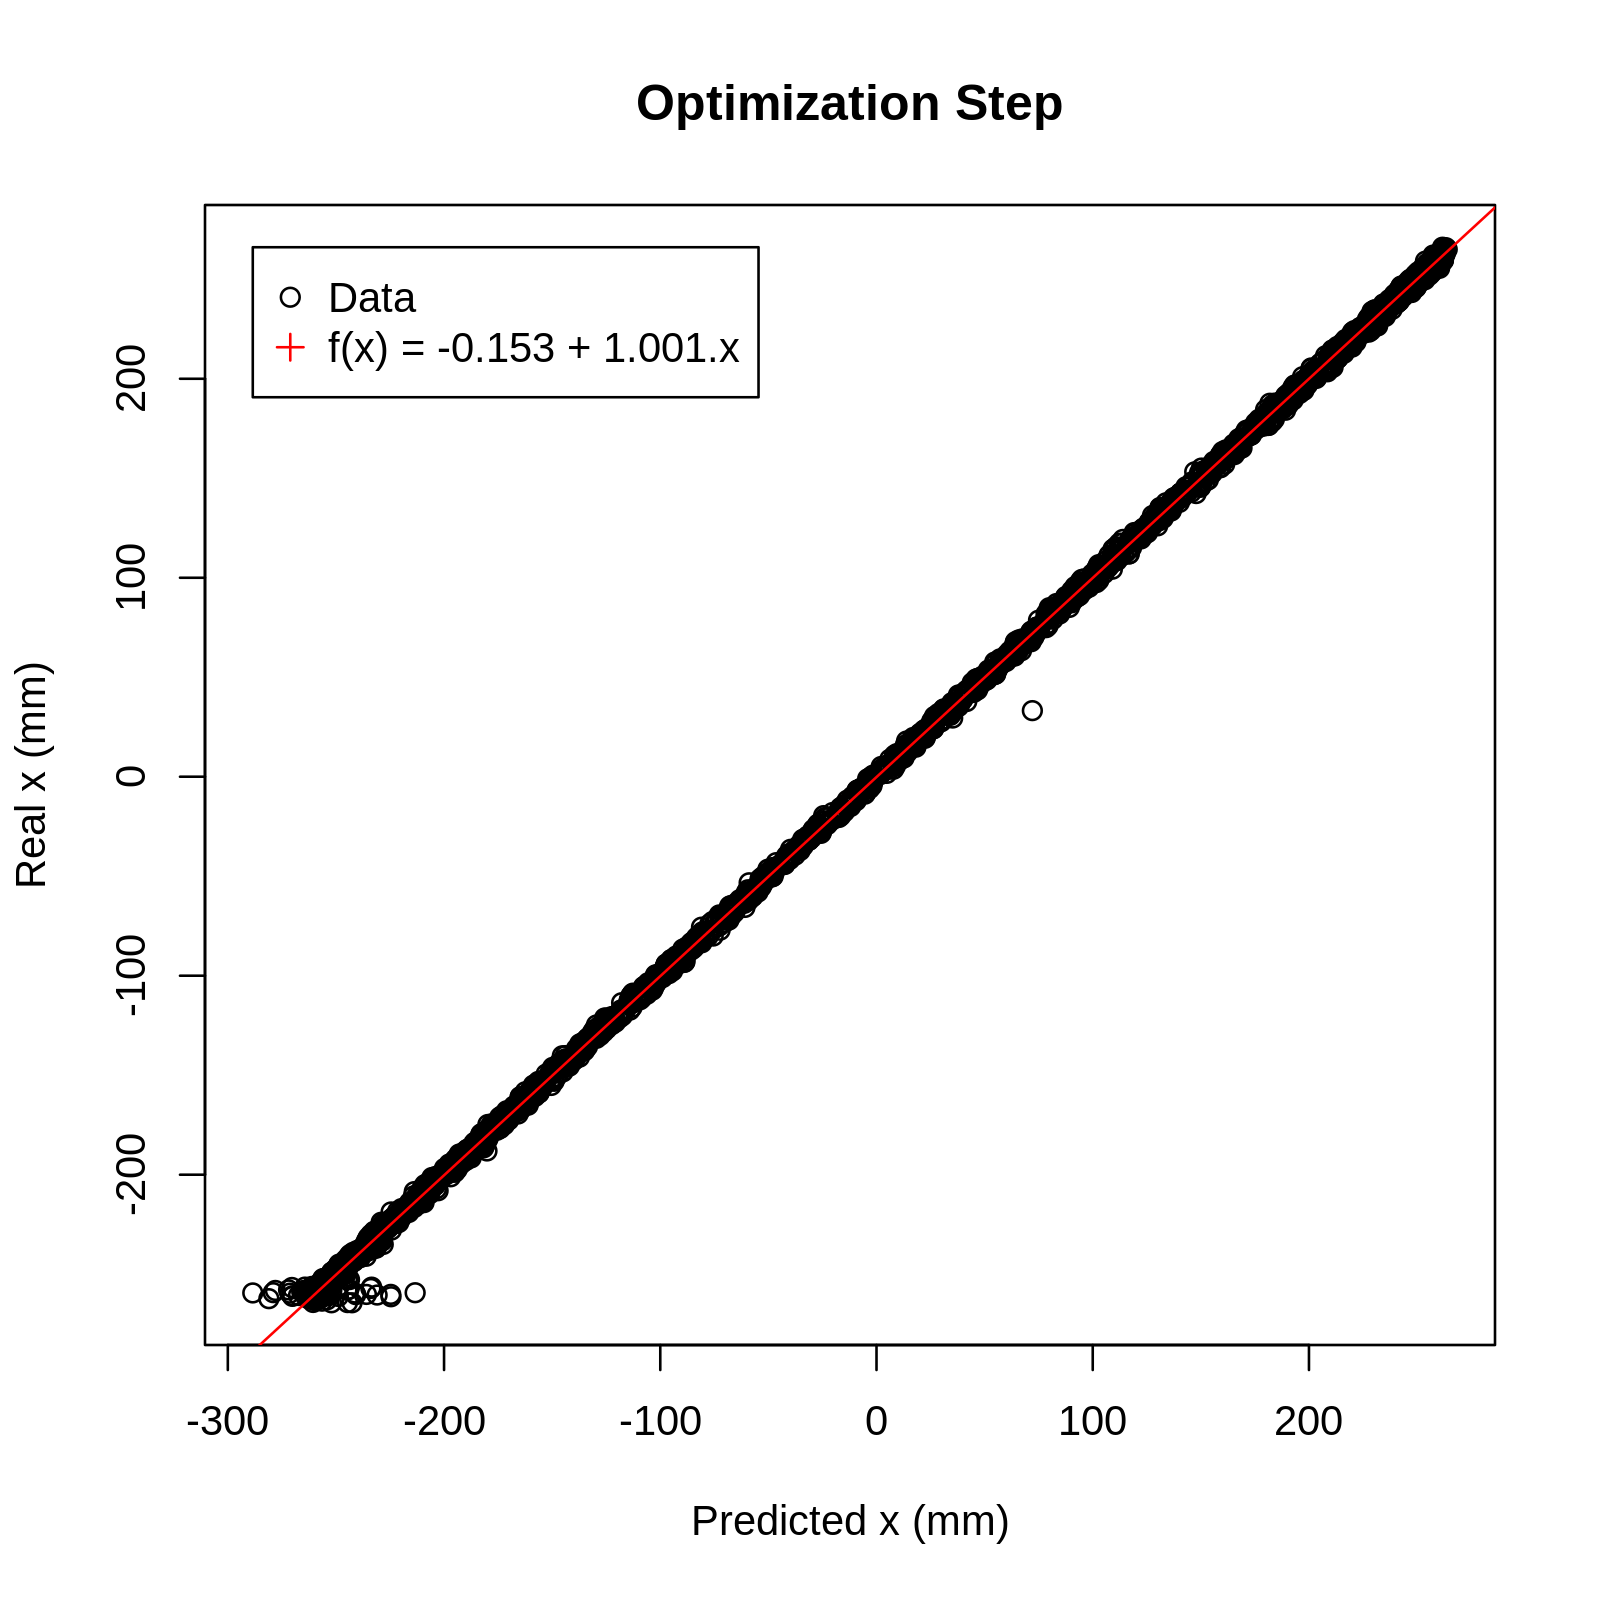 Optimization Step
Data
f(x) = -0.153 + 1.001.x
Real x (mm)
200
100
0
-100
-200
-300
-200
-100
0
100
200
Predicted x (mm)